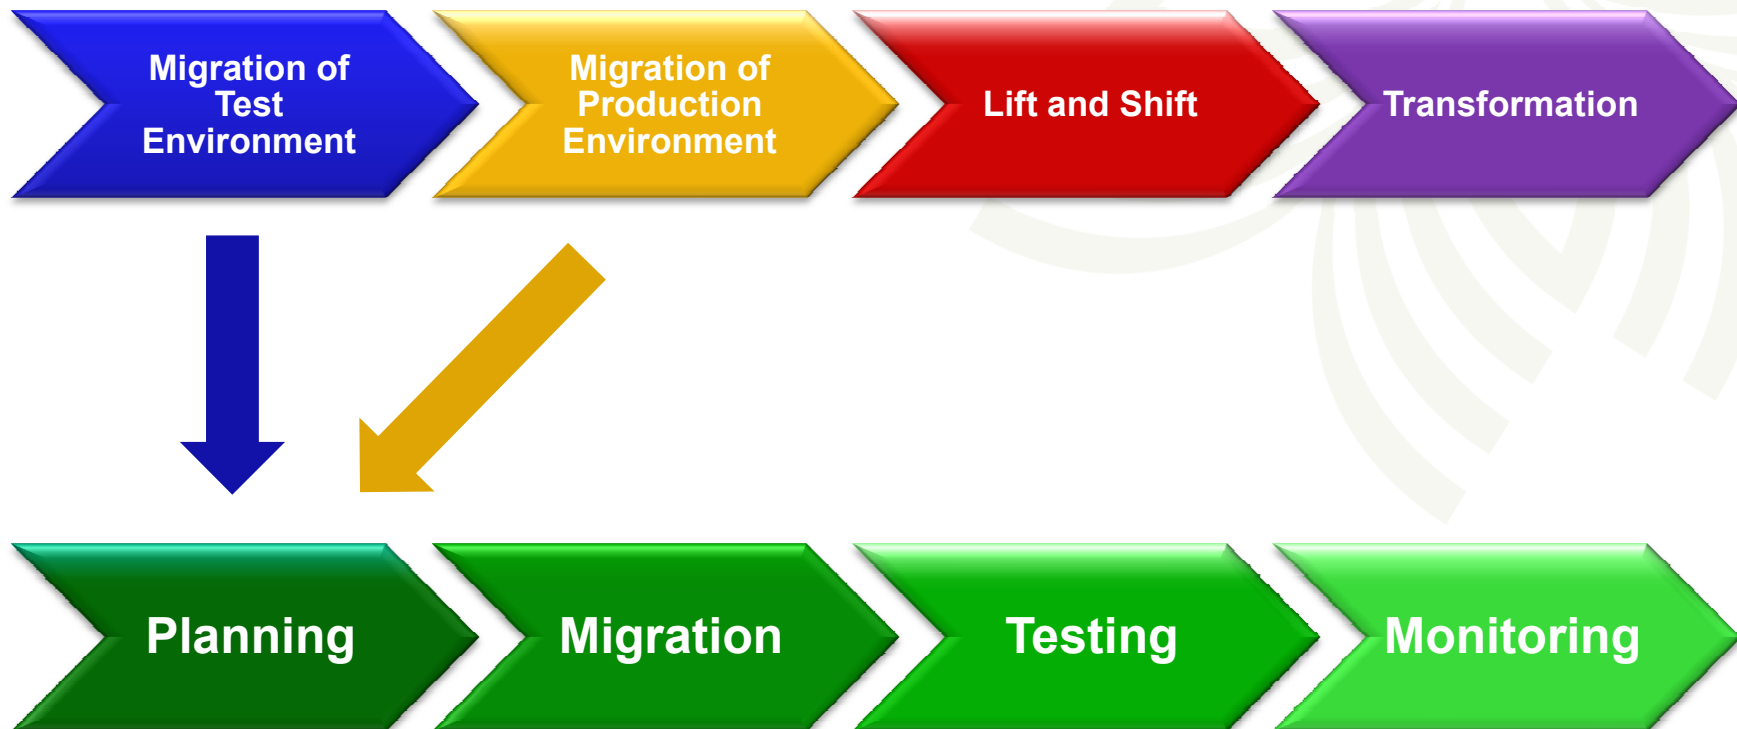 Migration of
Test
Environment
Migration of
Production
Environment
Lift and Shift
Transformation
Planning
Migration
Testing
Monitoring